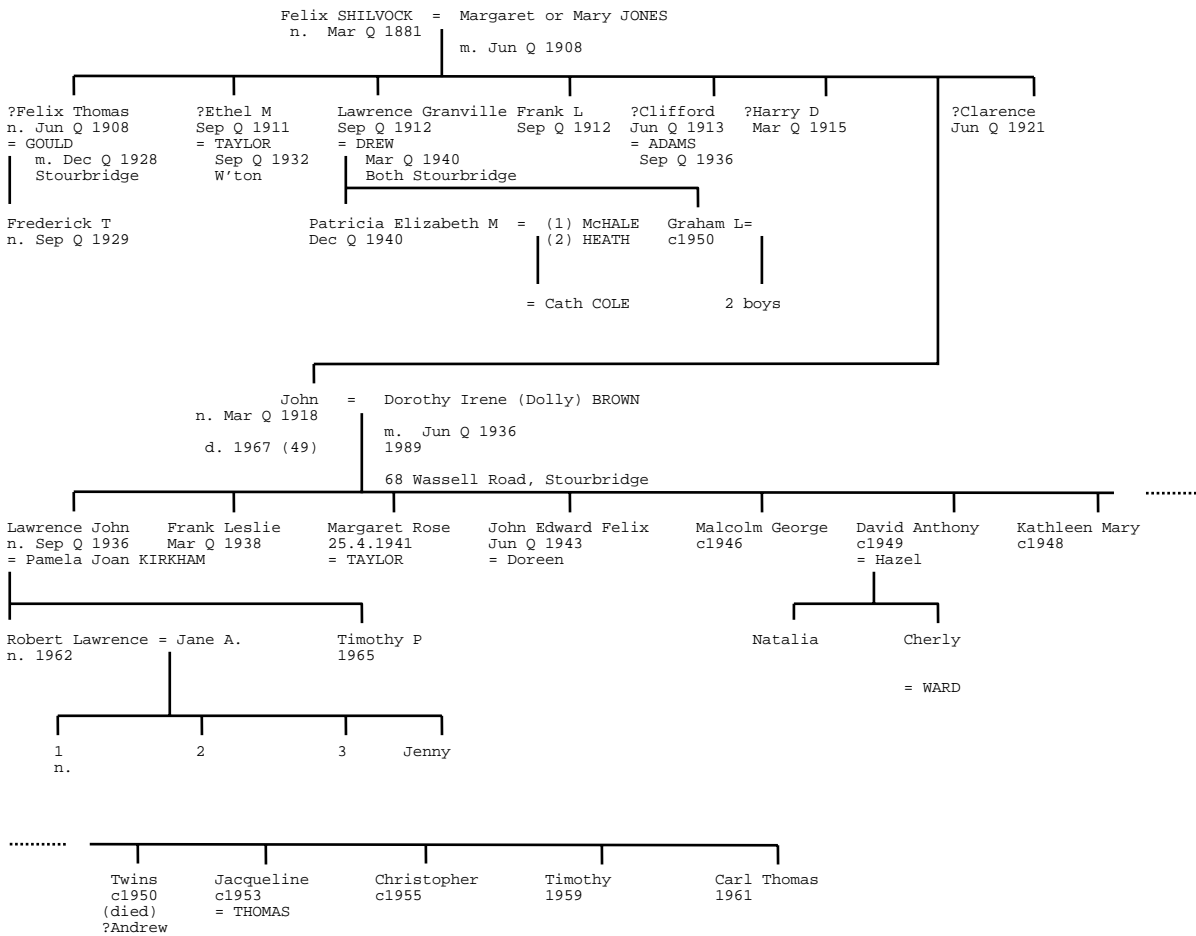 Felix SHILVOCK = Margaret or Mary JONES
n. Mar Q 1881
m. Jun Q 1908
?Felix Thomas ?Ethel M Lawrence Granville Frank L ?Clifford ?Harry D ?Clarence
n. Jun Q 1908 Sep Q 1911 Sep Q 1912 Sep Q 1912 Jun Q 1913 Mar Q 1915 Jun Q 1921
= GOULD = TAYLOR = DREW = ADAMS
m. Dec Q 1928 Sep Q 1932 Mar Q 1940 Sep Q 1936
Stourbridge W'ton Both Stourbridge
Frederick T Patricia Elizabeth M = (1) McHALE Graham L=
n. Sep Q 1929 Dec Q 1940 (2) HEATH c1950
= Cath COLE 2 boys
John = Dorothy Irene (Dolly) BROWN
n. Mar Q 1918
m. Jun Q 1936
d. 1967 (49) 1989
68 Wassell Road, Stourbridge
Lawrence John Frank Leslie Margaret Rose John Edward Felix Malcolm George David Anthony Kathleen Mary
n. Sep Q 1936 Mar Q 1938 25.4.1941 Jun Q 1943 c1946 c1949 c1948
= Pamela Joan KIRKHAM = TAYLOR = Doreen = Hazel
Robert Lawrence = Jane A. Timothy P Natalia Cherly
n. 1962 1965
= WARD
1 2 3 Jenny
n.
Twins Jacqueline Christopher Timothy Carl Thomas
c1950 c1953 c1955 1959 1961
(died) = THOMAS
?Andrew